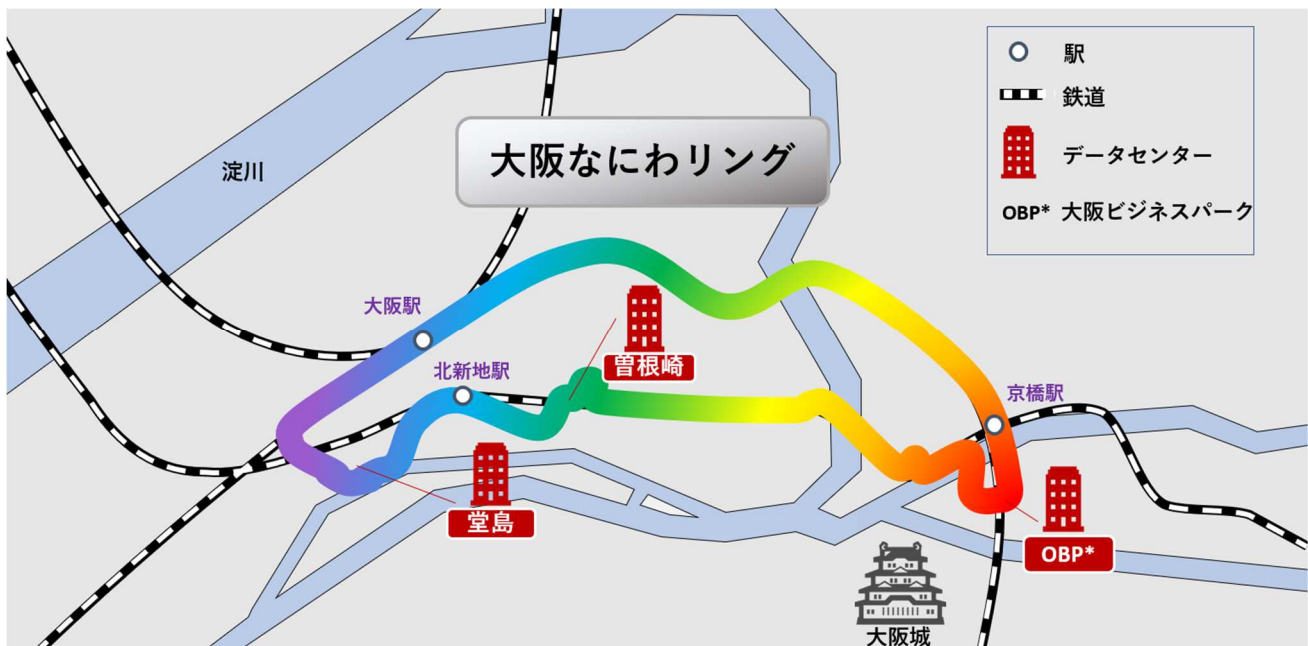 駅
鉄道
データセンター
OBP* 大阪ビジネスパーク
大阪なにわリング
淀川
大阪駅
北新地駅
曽根崎
京橋駅
堂島
OBP*
大阪城